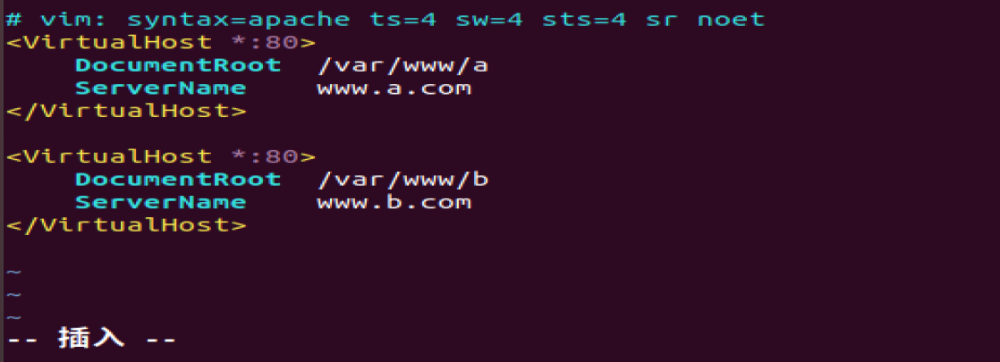 # vim: syntax=apache ts=4 sw=4 sts=4 sr noet
<VirtualHost *:80>
    DocumentRoot  /var/www/a
    ServerName    www.a.com
</VirtualHost>

<VirtualHost *:80>
    DocumentRoot  /var/www/b
    ServerName    www.b.com
</VirtualHost>

~
~
~
-- 插入 --